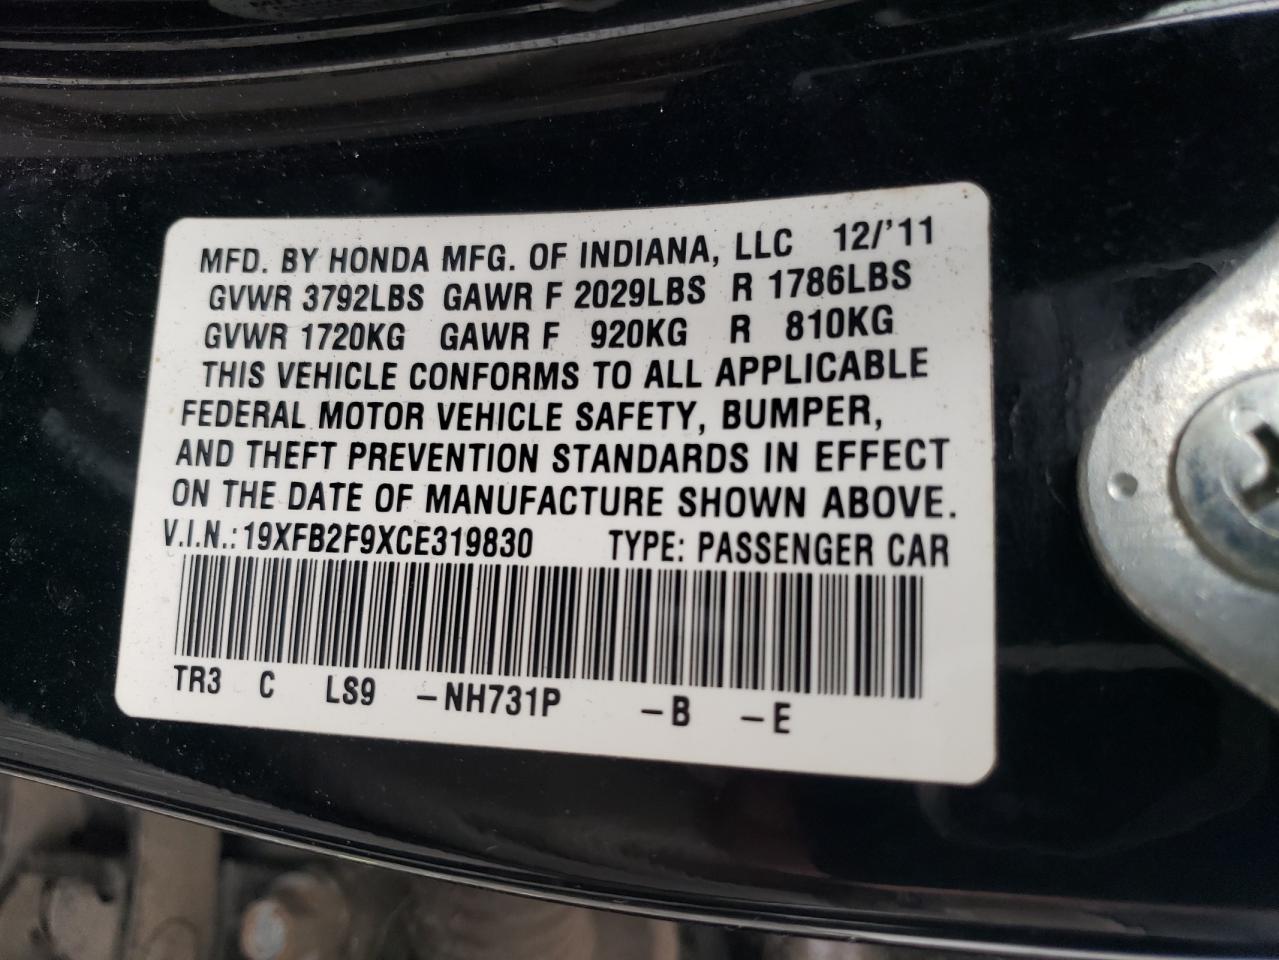 MFD. BY HONDA MFG. OF INDIANA, LLC 12/'11
GVWR 3792LBS GAWR F 2029LBS R 1786LBS
GVWR 1720KG GAWR F 920KG R 810KG
THIS VEHICLE CONFORMS TO ALL APPLICABLE
FEDERAL MOTOR VEHICLE SAFETY, BUMPER,
AND THEFT PREVENTION STANDARDS IN EFFECT
ON THE DATE OF MANUFACTURE SHOWN ABOVE.
V.I.N.: 19XFB2F9XCE319830 TYPE: PASSENGER CAR
TR3 C LS9 –NH731P –B –E